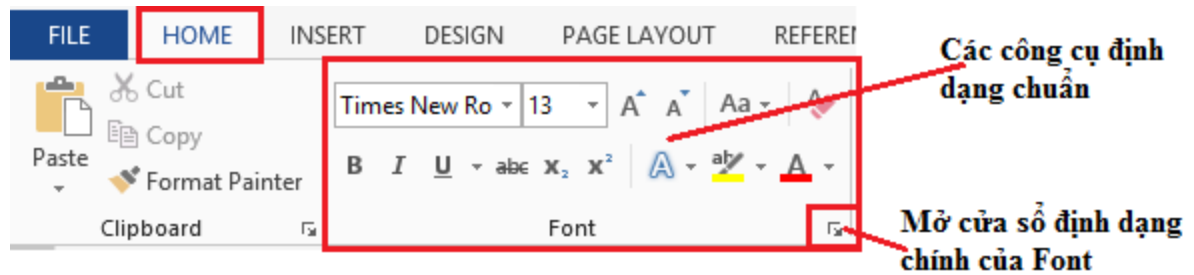 FILE HOME INSERT DESIGN PAGE LAYOUT REFEREN
Các công cụ định
dạng chuẩn
Cut
Times New Ro 13 A A Aa
Copy
Paste
B I U abc X₂ X² A ab A
Format Painter
Clipboard Font
Mở cửa sổ định dạng
chính của Font